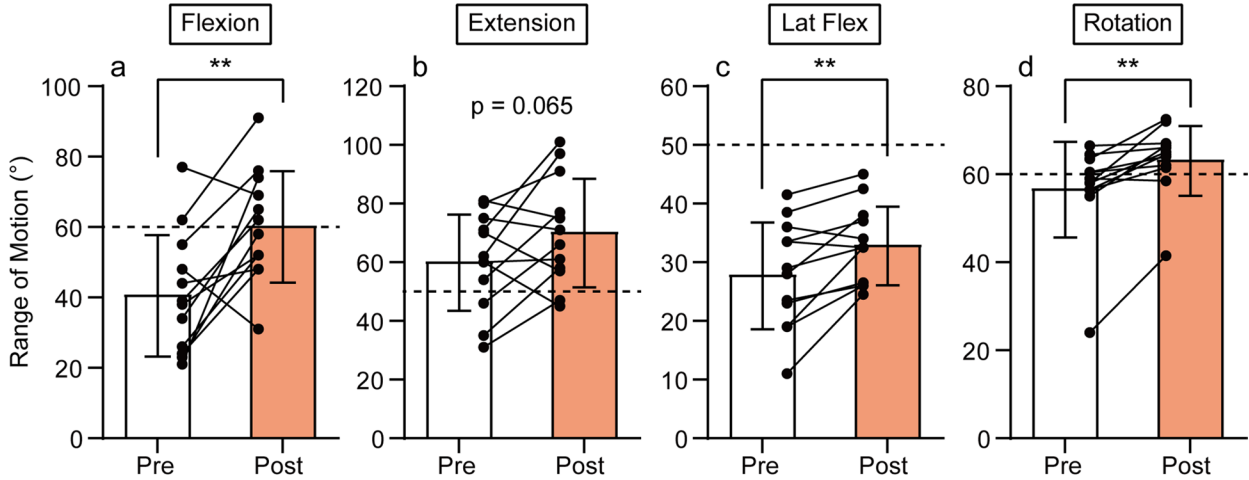 Flexion
Extension
Lat Flex
Rotation
a
**
b
c
**
d
**
p = 0.065
Range of Motion (°)
100
80
60
40
20
0
Pre
Post
120
100
80
60
40
20
0
Pre
Post
60
50
40
30
20
10
0
Pre
Post
80
60
40
20
0
Pre
Post